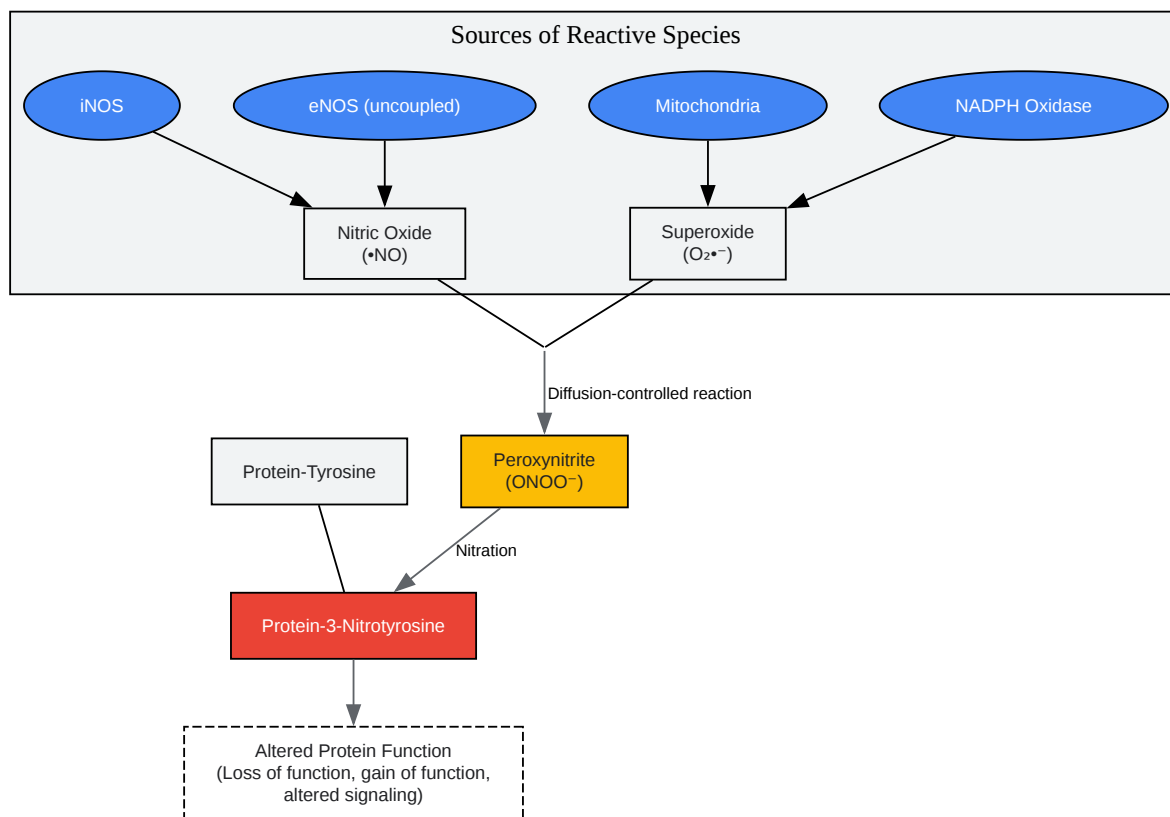 Sources of Reactive Species
iNOS
eNOS (uncoupled)
Mitochondria
NADPH Oxidase
Nitric Oxide
(•NO)
Superoxide
(O₂•⁻)
Diffusion-controlled reaction
Protein-Tyrosine
Peroxynitrite
(ONOO⁻)
Nitration
Protein-3-Nitrotyrosine
Altered Protein Function
(Loss of function, gain of function,
altered signaling)